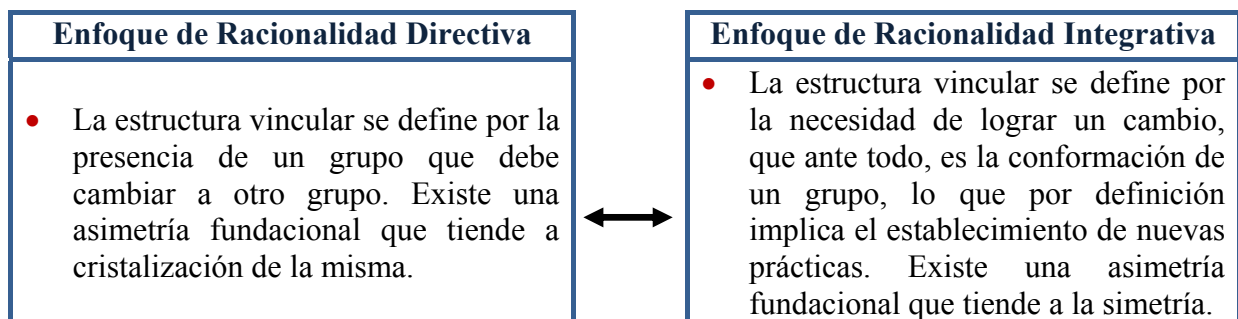 Enfoque de Racionalidad Directiva
• La estructura vincular se define por la
presencia de un grupo que debe
cambiar a otro grupo. Existe una
asimetría fundacional que tiende a
cristalización de la misma.
Enfoque de Racionalidad Integrativa
• La estructura vincular se define por
la necesidad de lograr un cambio,
que ante todo, es la conformación de
un grupo, lo que por definición
implica el establecimiento de nuevas
prácticas. Existe una asimetría
fundacional que tiende a la simetría.